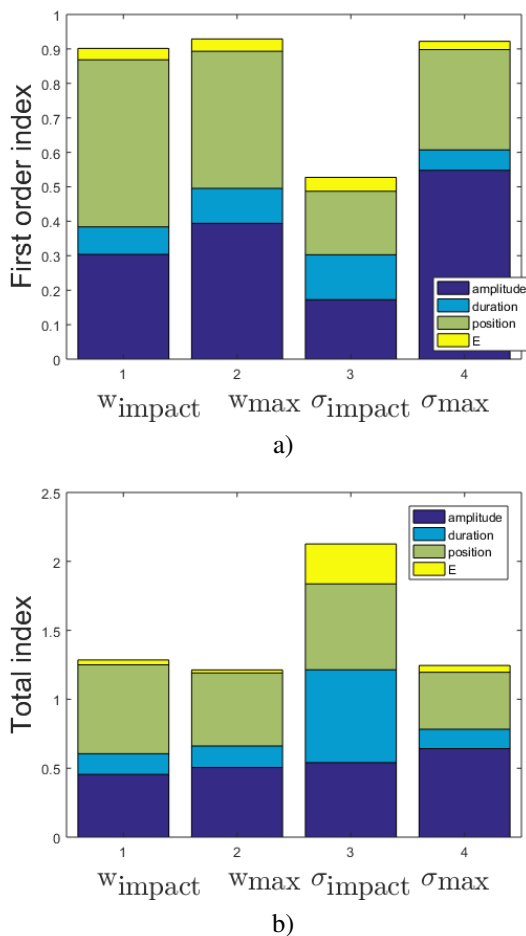 1
0.9
0.8
0.7
0.6
0.5
0.4
0.3
0.2
0.1
0
First order index
amplitude
duration
position
E
1 2 3 4
wimpact wmax σimpact σmax
a)
2.5
2
1.5
1
0.5
0
Total index
amplitude
duration
position
E
1 2 3 4
wimpact wmax σimpact σmax
b)